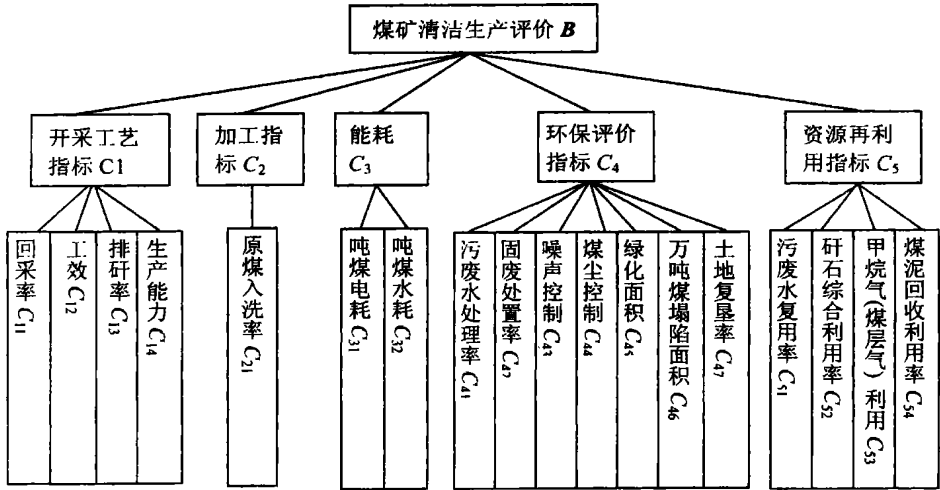 煤矿清洁生产评价 B
开采工艺
指标 C1
加工指
标 C₂
能耗
C₃
环保评价
指标 C₄
资源再利
用指标 C₅
回采率 C₁₁
工效 C₁₂
排矸率 C₁₃
生产能力 C₁₄
原煤入洗率 C₂₁
吨煤电耗 C₃₁
吨煤水耗 C₃₂
污废水处理率 C₄₁
固废处置率 C₄₂
噪声控制 C₄₃
煤尘控制 C₄₄
绿化面积 C₄₅
万吨煤塌陷面积 C₄₆
土地复垦率 C₄₇
污废水复用率 C₅₁
矸石综合利用率 C₅₂
甲烷气(煤层气)利用 C₅₃
煤泥回收利用率 C₅₄